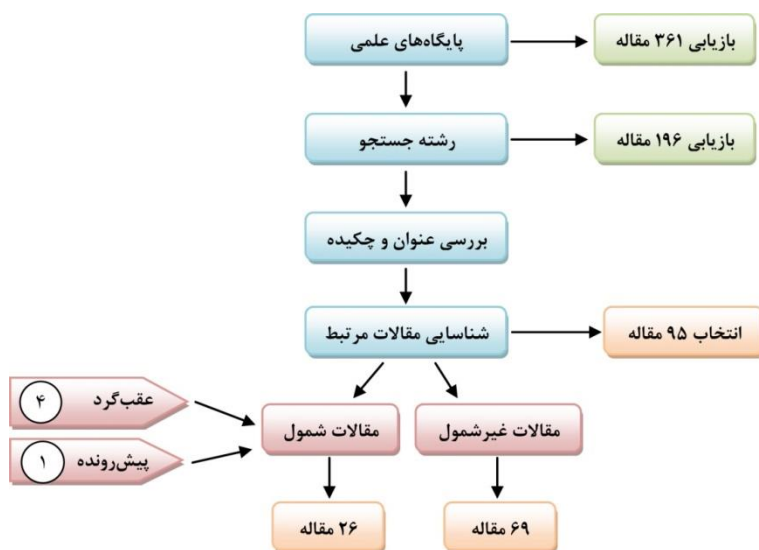 پایگاه‌های علمی
بازیابی ۳۶۱ مقاله
رشته جستجو
بازیابی ۱۹۶ مقاله
بررسی عنوان و چکیده
شناسایی مقالات مرتبط
انتخاب ۹۵ مقاله
عقب‌گرد ۴
پیش‌رونده ۱
مقالات غیرشمول
مقالات شمول
۶۹ مقاله
۲۶ مقاله